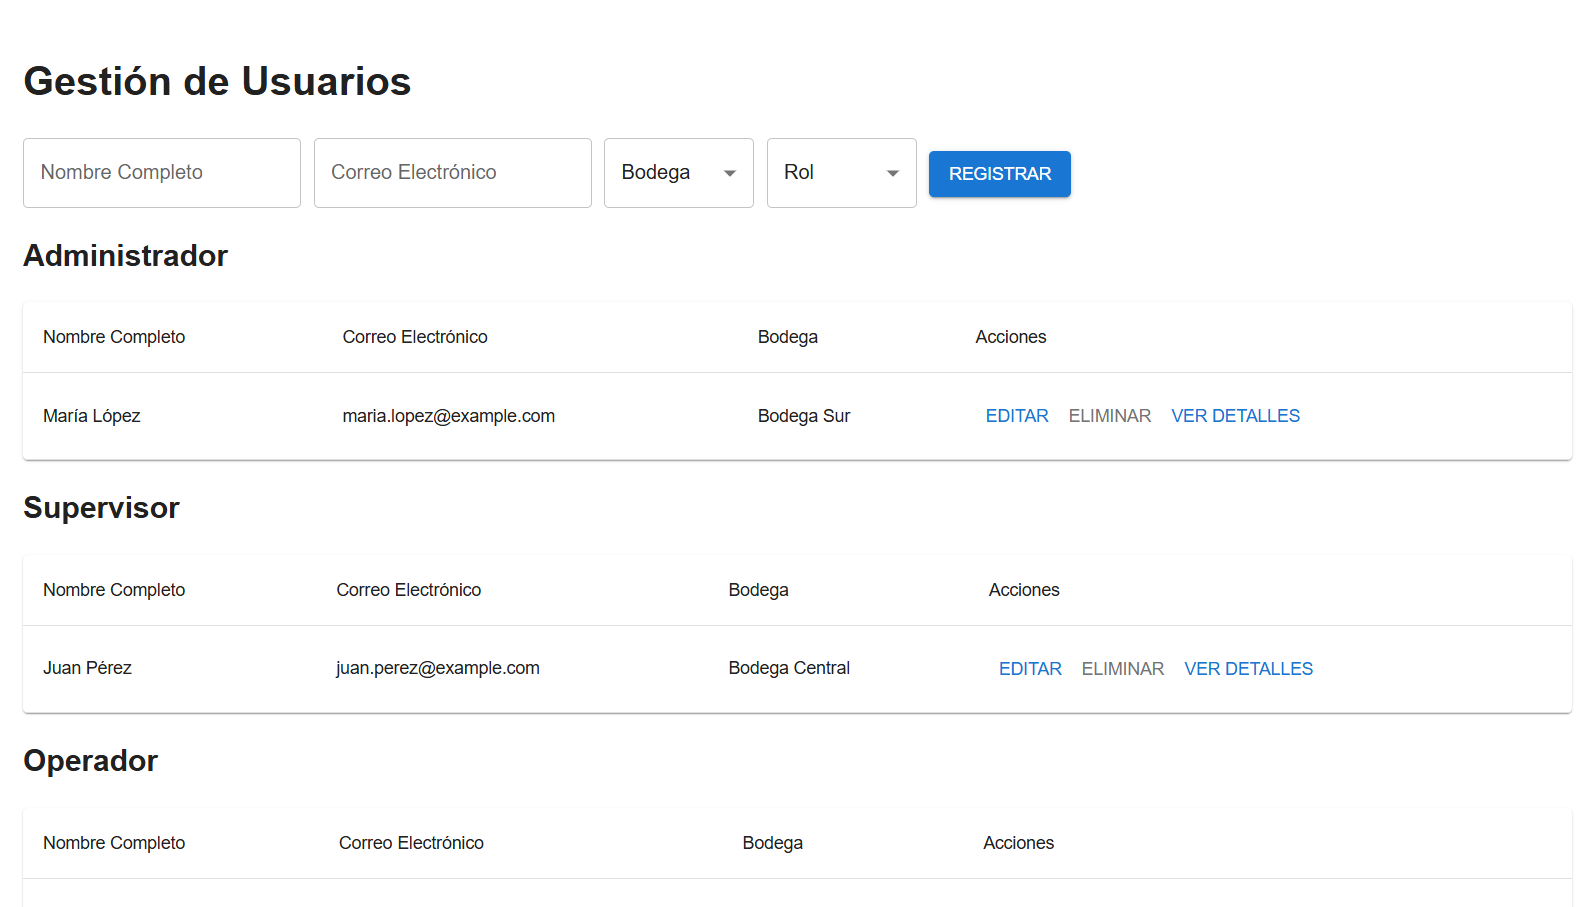 Gestión de Usuarios
Nombre Completo Correo Electrónico Bodega Rol REGISTRAR
Administrador
Nombre Completo Correo Electrónico Bodega Acciones
María López maria.lopez@example.com Bodega Sur EDITAR ELIMINAR VER DETALLES
Supervisor
Nombre Completo Correo Electrónico Bodega Acciones
Juan Pérez juan.perez@example.com Bodega Central EDITAR ELIMINAR VER DETALLES
Operador
Nombre Completo Correo Electrónico Bodega Acciones